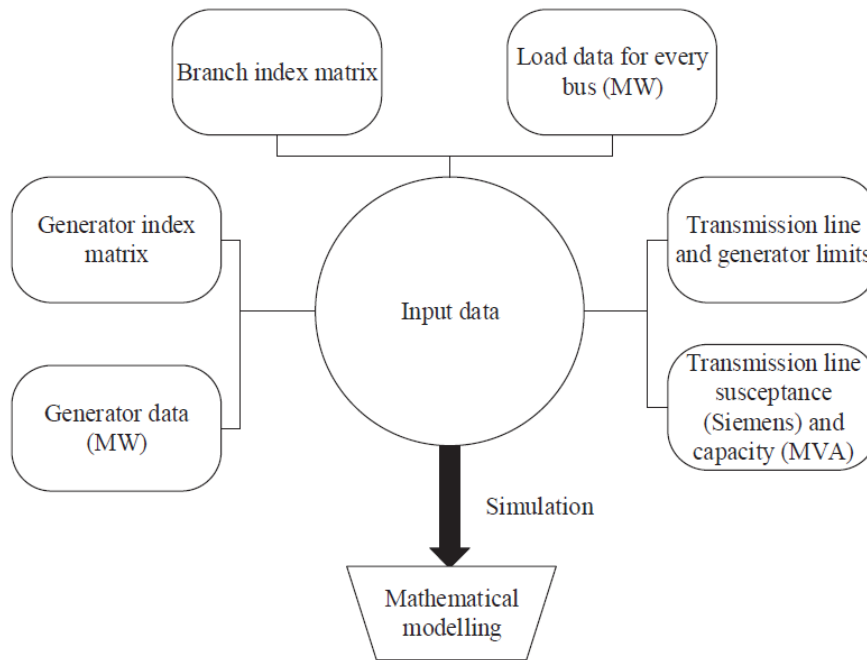 Branch index matrix
Load data for every
bus (MW)
Generator index
matrix
Transmission line
and generator limits
Input data
Generator data
(MW)
Transmission line
susceptance
(Siemens) and
capacity (MVA)
Simulation
Mathematical
modelling